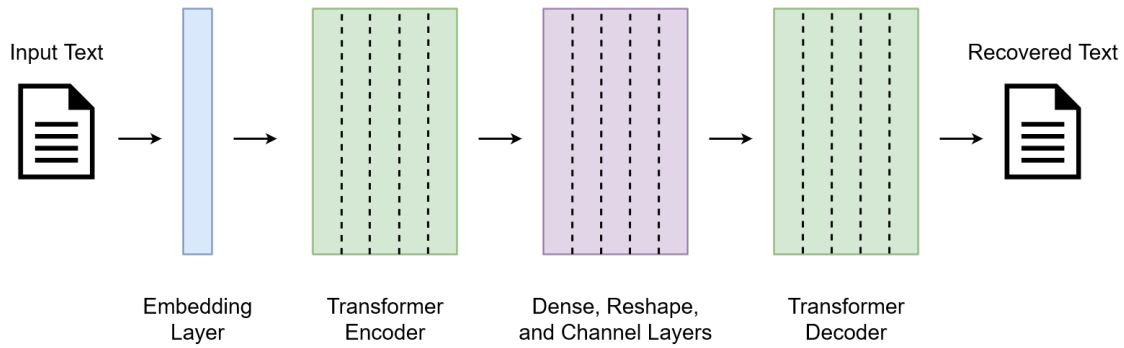 Input Text
Recovered Text
Embedding
Layer
Transformer
Encoder
Dense, Reshape,
and Channel Layers
Transformer
Decoder